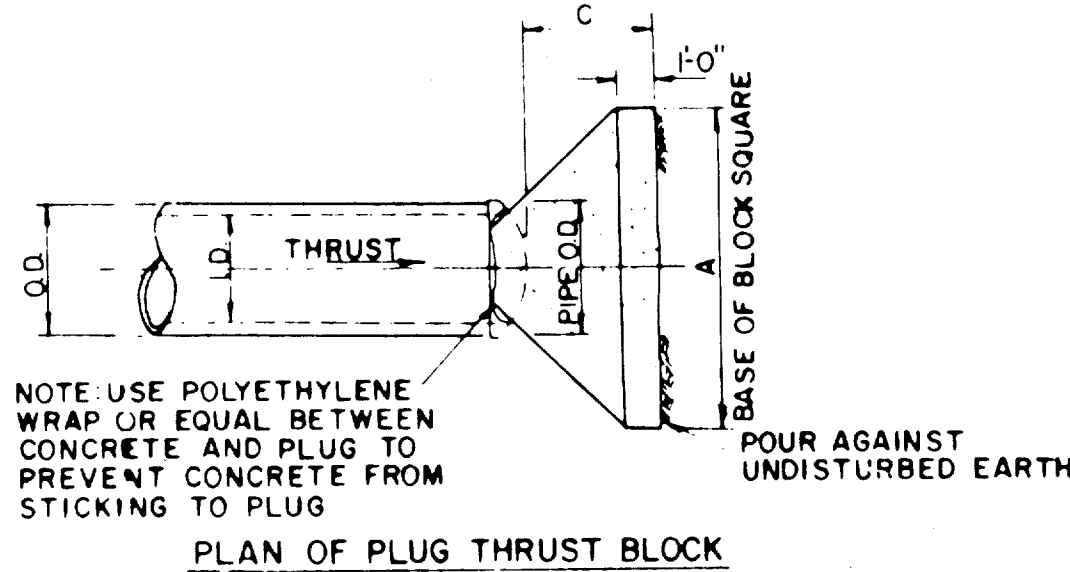 C
1'-0"
O.D.
I.D.
THRUST
PIPE O.D.
A
BASE OF BLOCK SQUARE
NOTE: USE POLYETHYLENE
WRAP OR EQUAL BETWEEN
CONCRETE AND PLUG TO
PREVENT CONCRETE FROM
STICKING TO PLUG
POUR AGAINST
UNDISTURBED EARTH
PLAN OF PLUG THRUST BLOCK